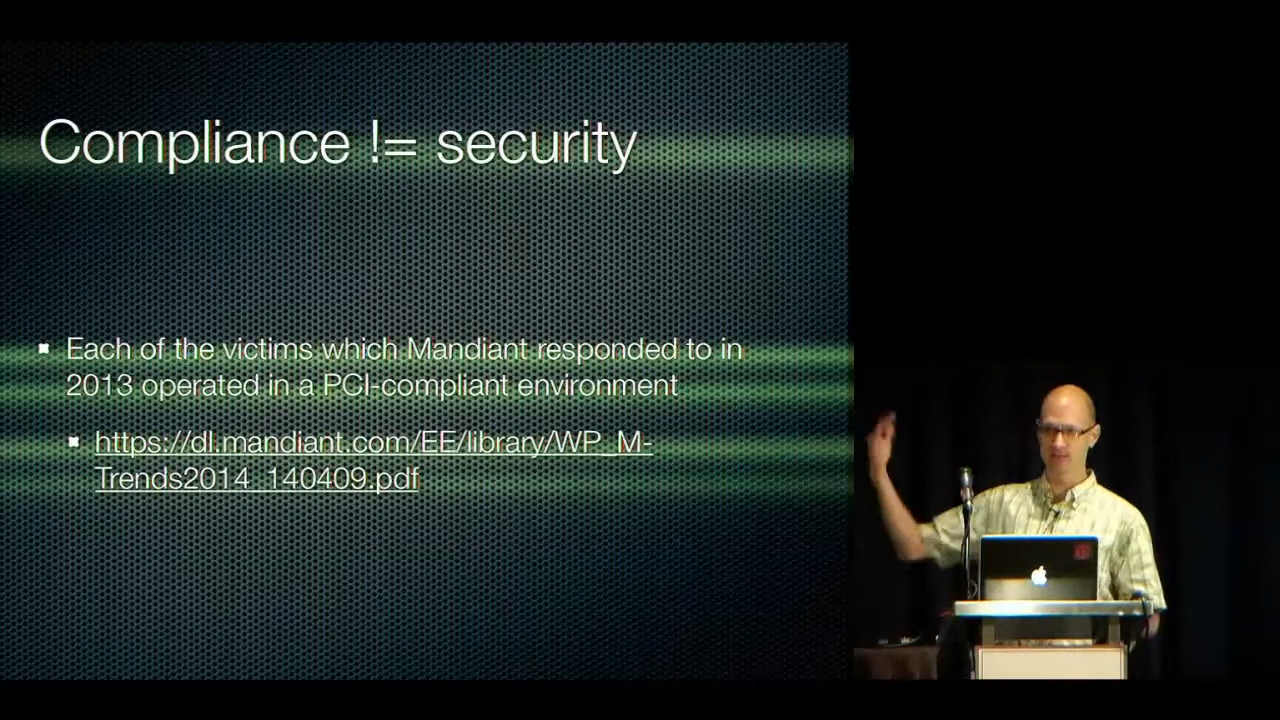 Compliance != security
Each of the victims which Mandiant responded to in
2013 operated in a PCI-compliant environment
https://dl.mandiant.com/EE/library/WP_M-
Trends2014_140409.pdf